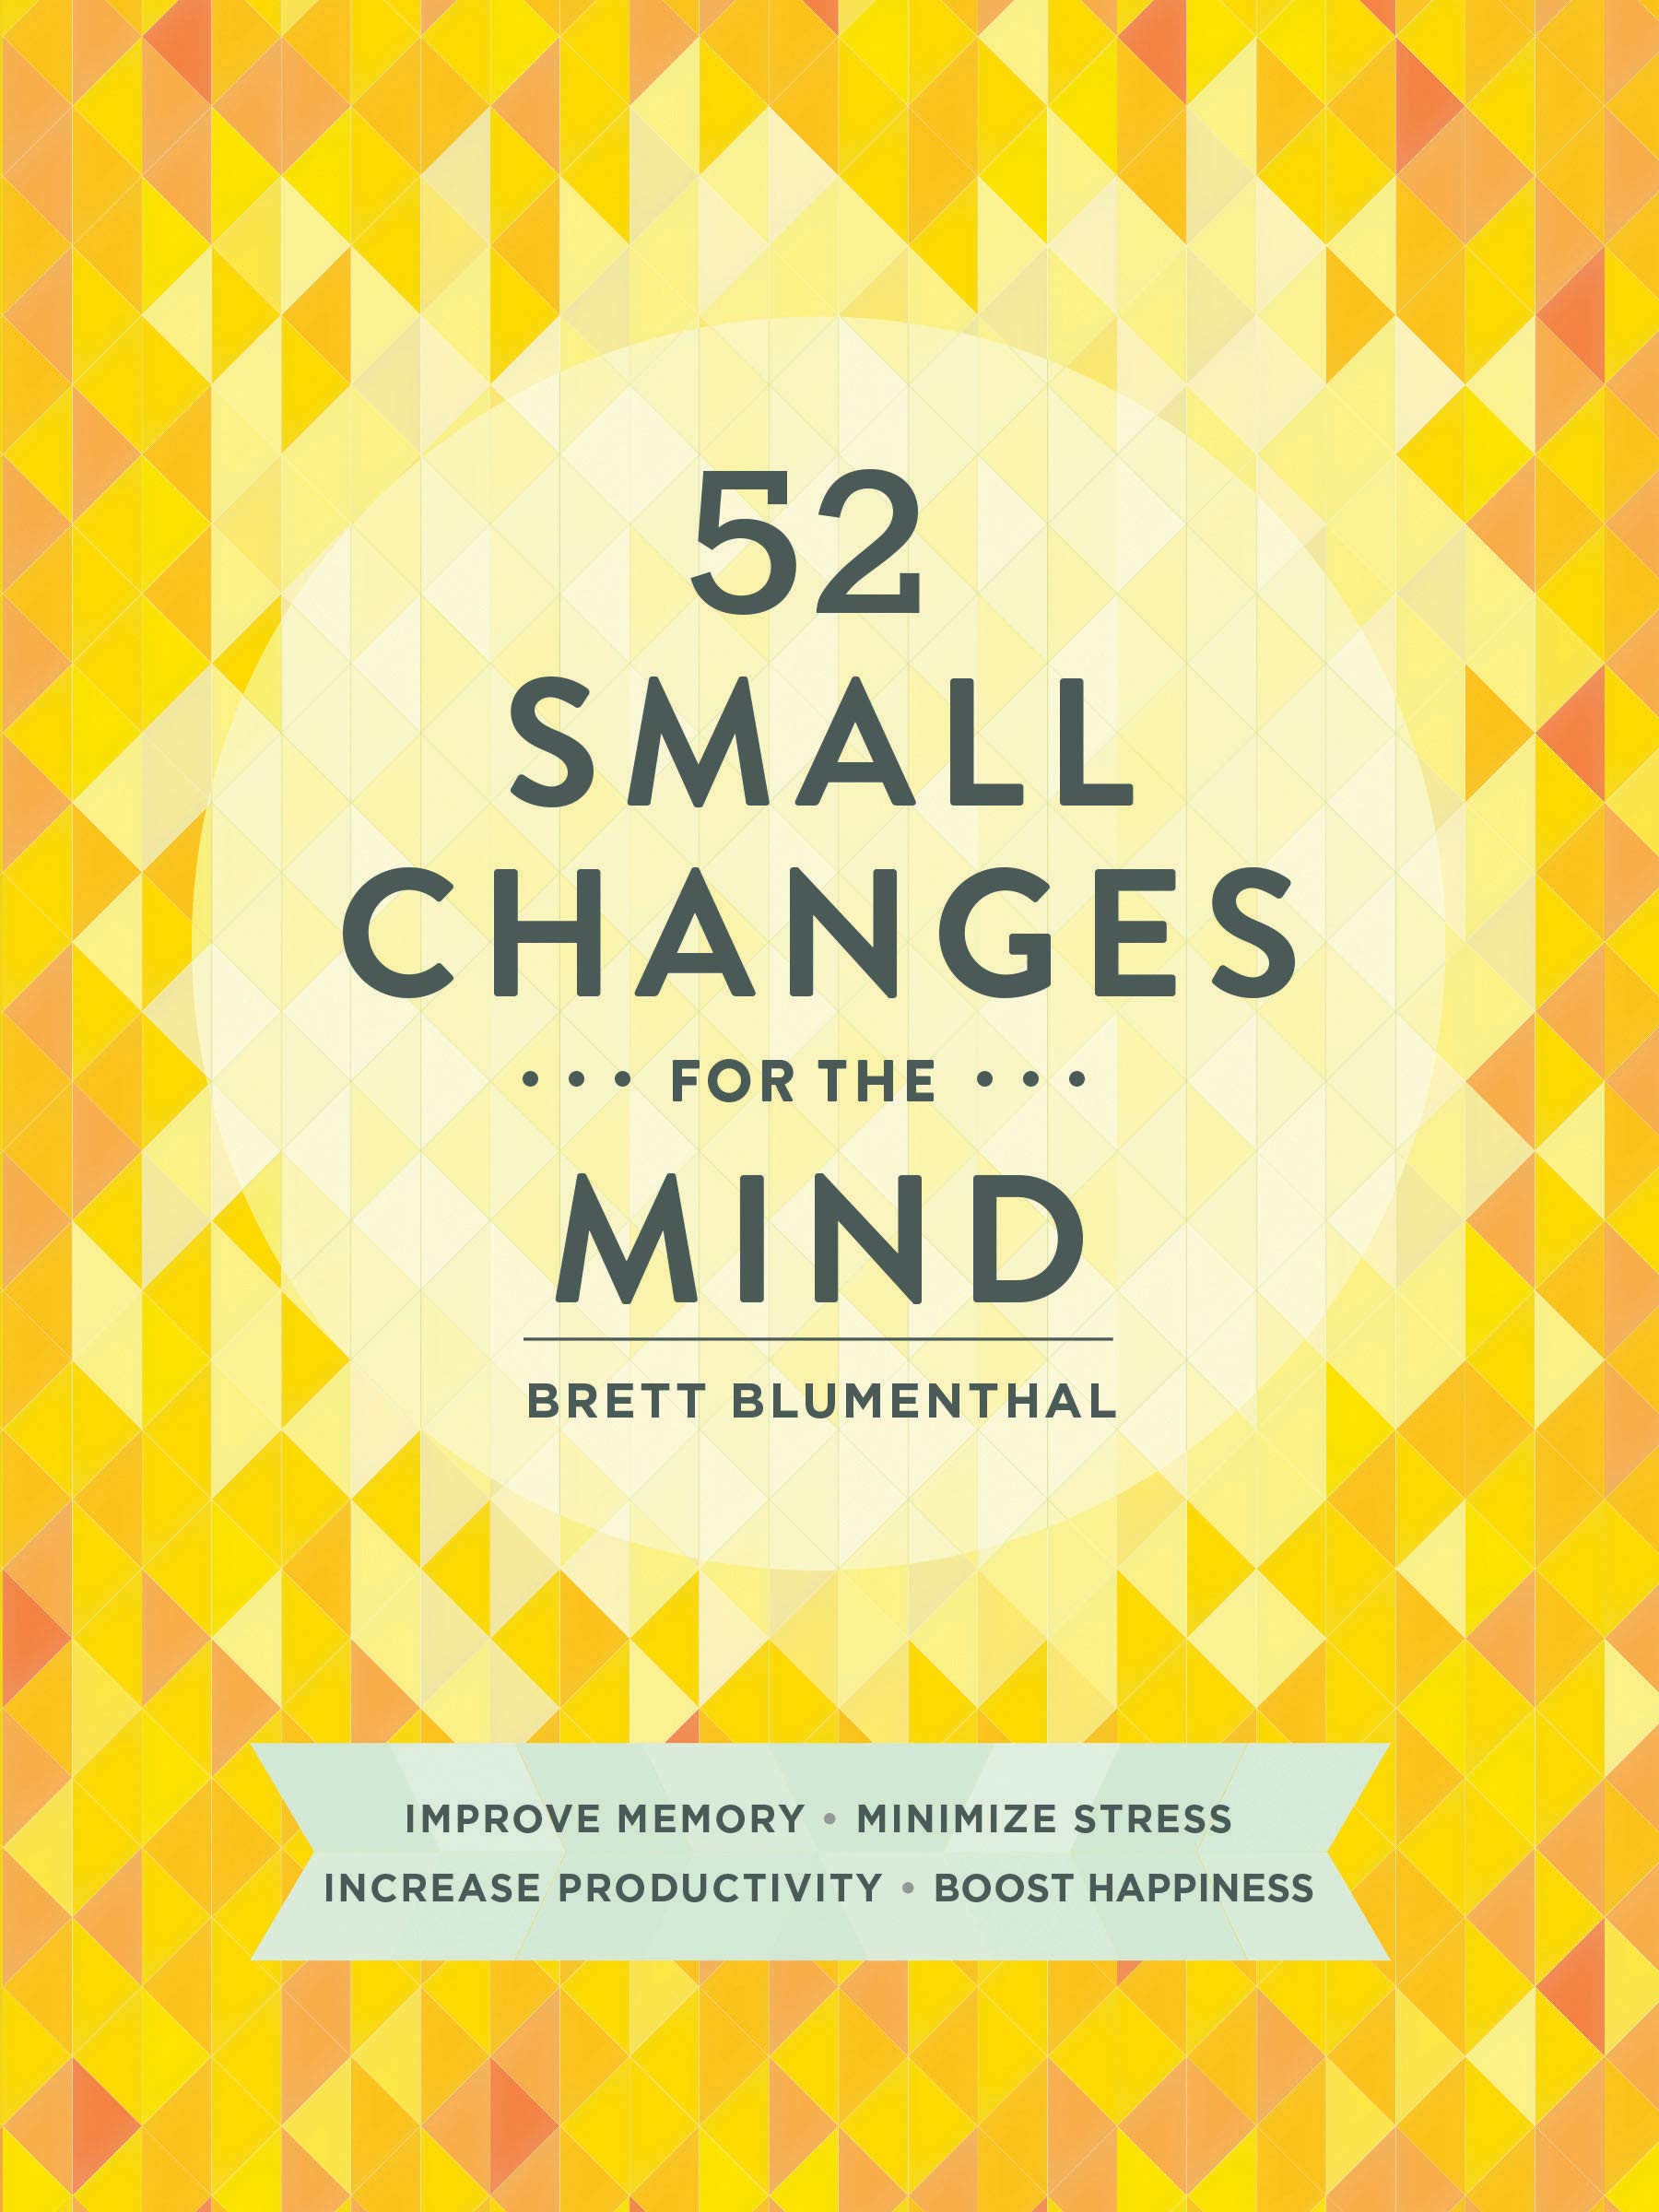 52
SMALL
CHANGES
• • • FOR THE • • •
MIND
BRETT BLUMENTHAL
IMPROVE MEMORY • MINIMIZE STRESS
INCREASE PRODUCTIVITY • BOOST HAPPINESS